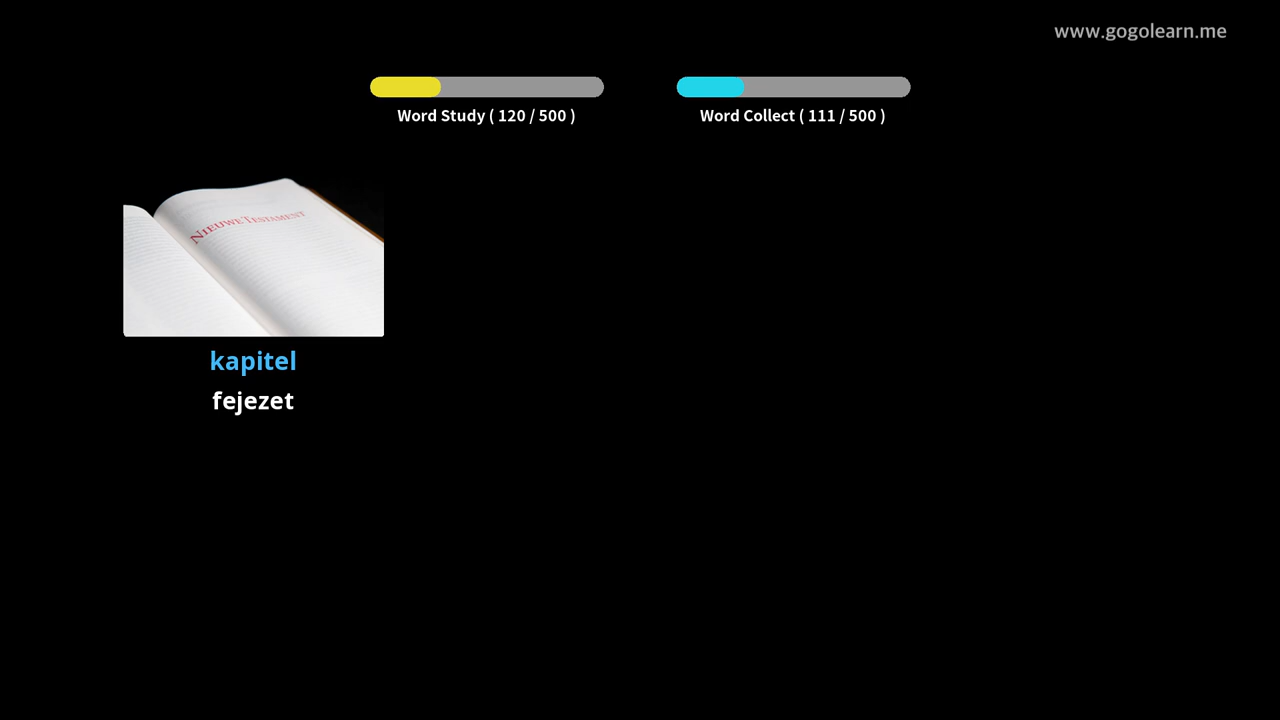 www.gogolearn.me
Word Study ( 120 / 500 )
Word Collect ( 111 / 500 )
NIEUWE TESTAMENT
kapitel
fejezet